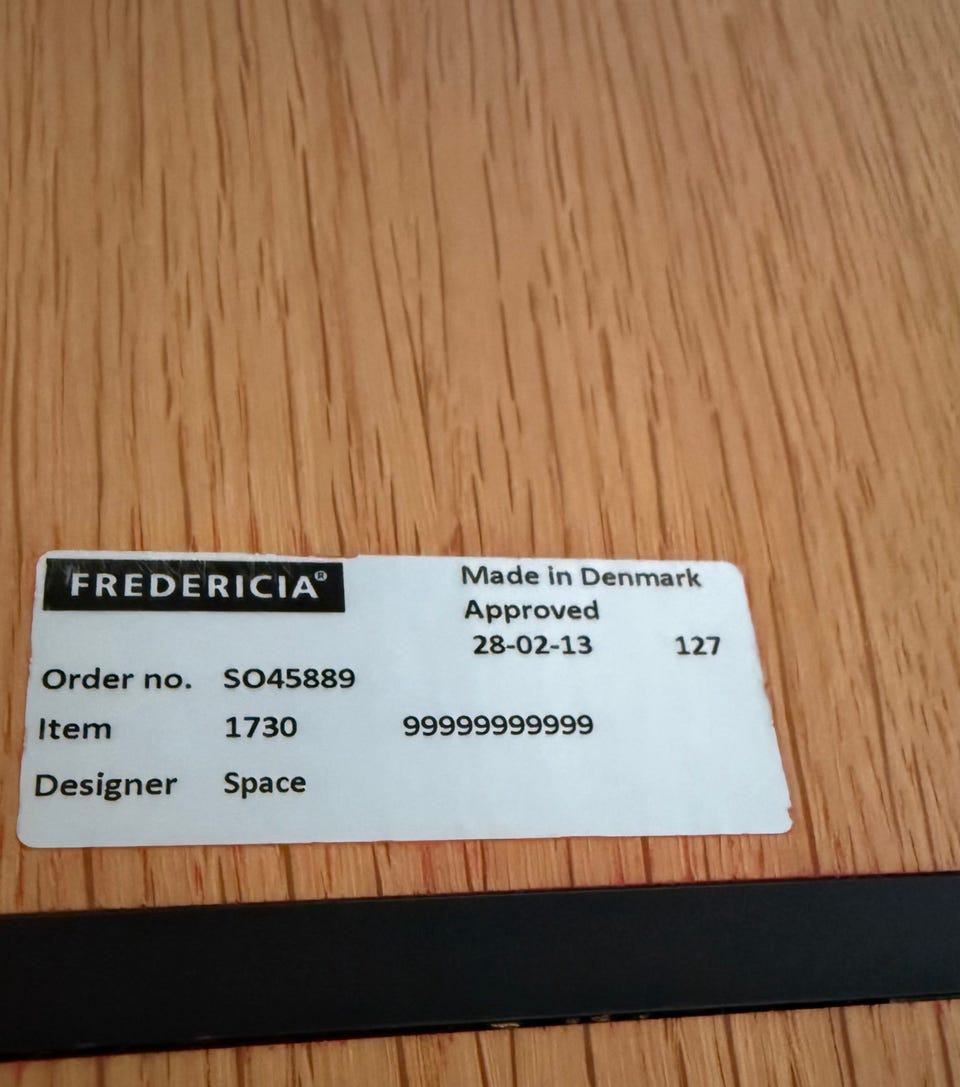 FREDERICIA®
Made in Denmark
Approved
28-02-13 127
Order no. SO45889
Item 1730 99999999999
Designer Space